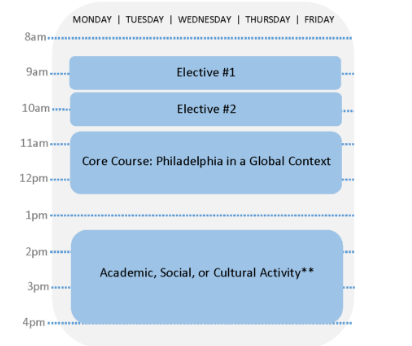 MONDAY | TUESDAY | WEDNESDAY | THURSDAY | FRIDAY
8am
9am
Elective #1
10am
Elective #2
11am
Core Course: Philadelphia in a Global Context
12pm
1pm
2pm
Academic, Social, or Cultural Activity**
3pm
4pm